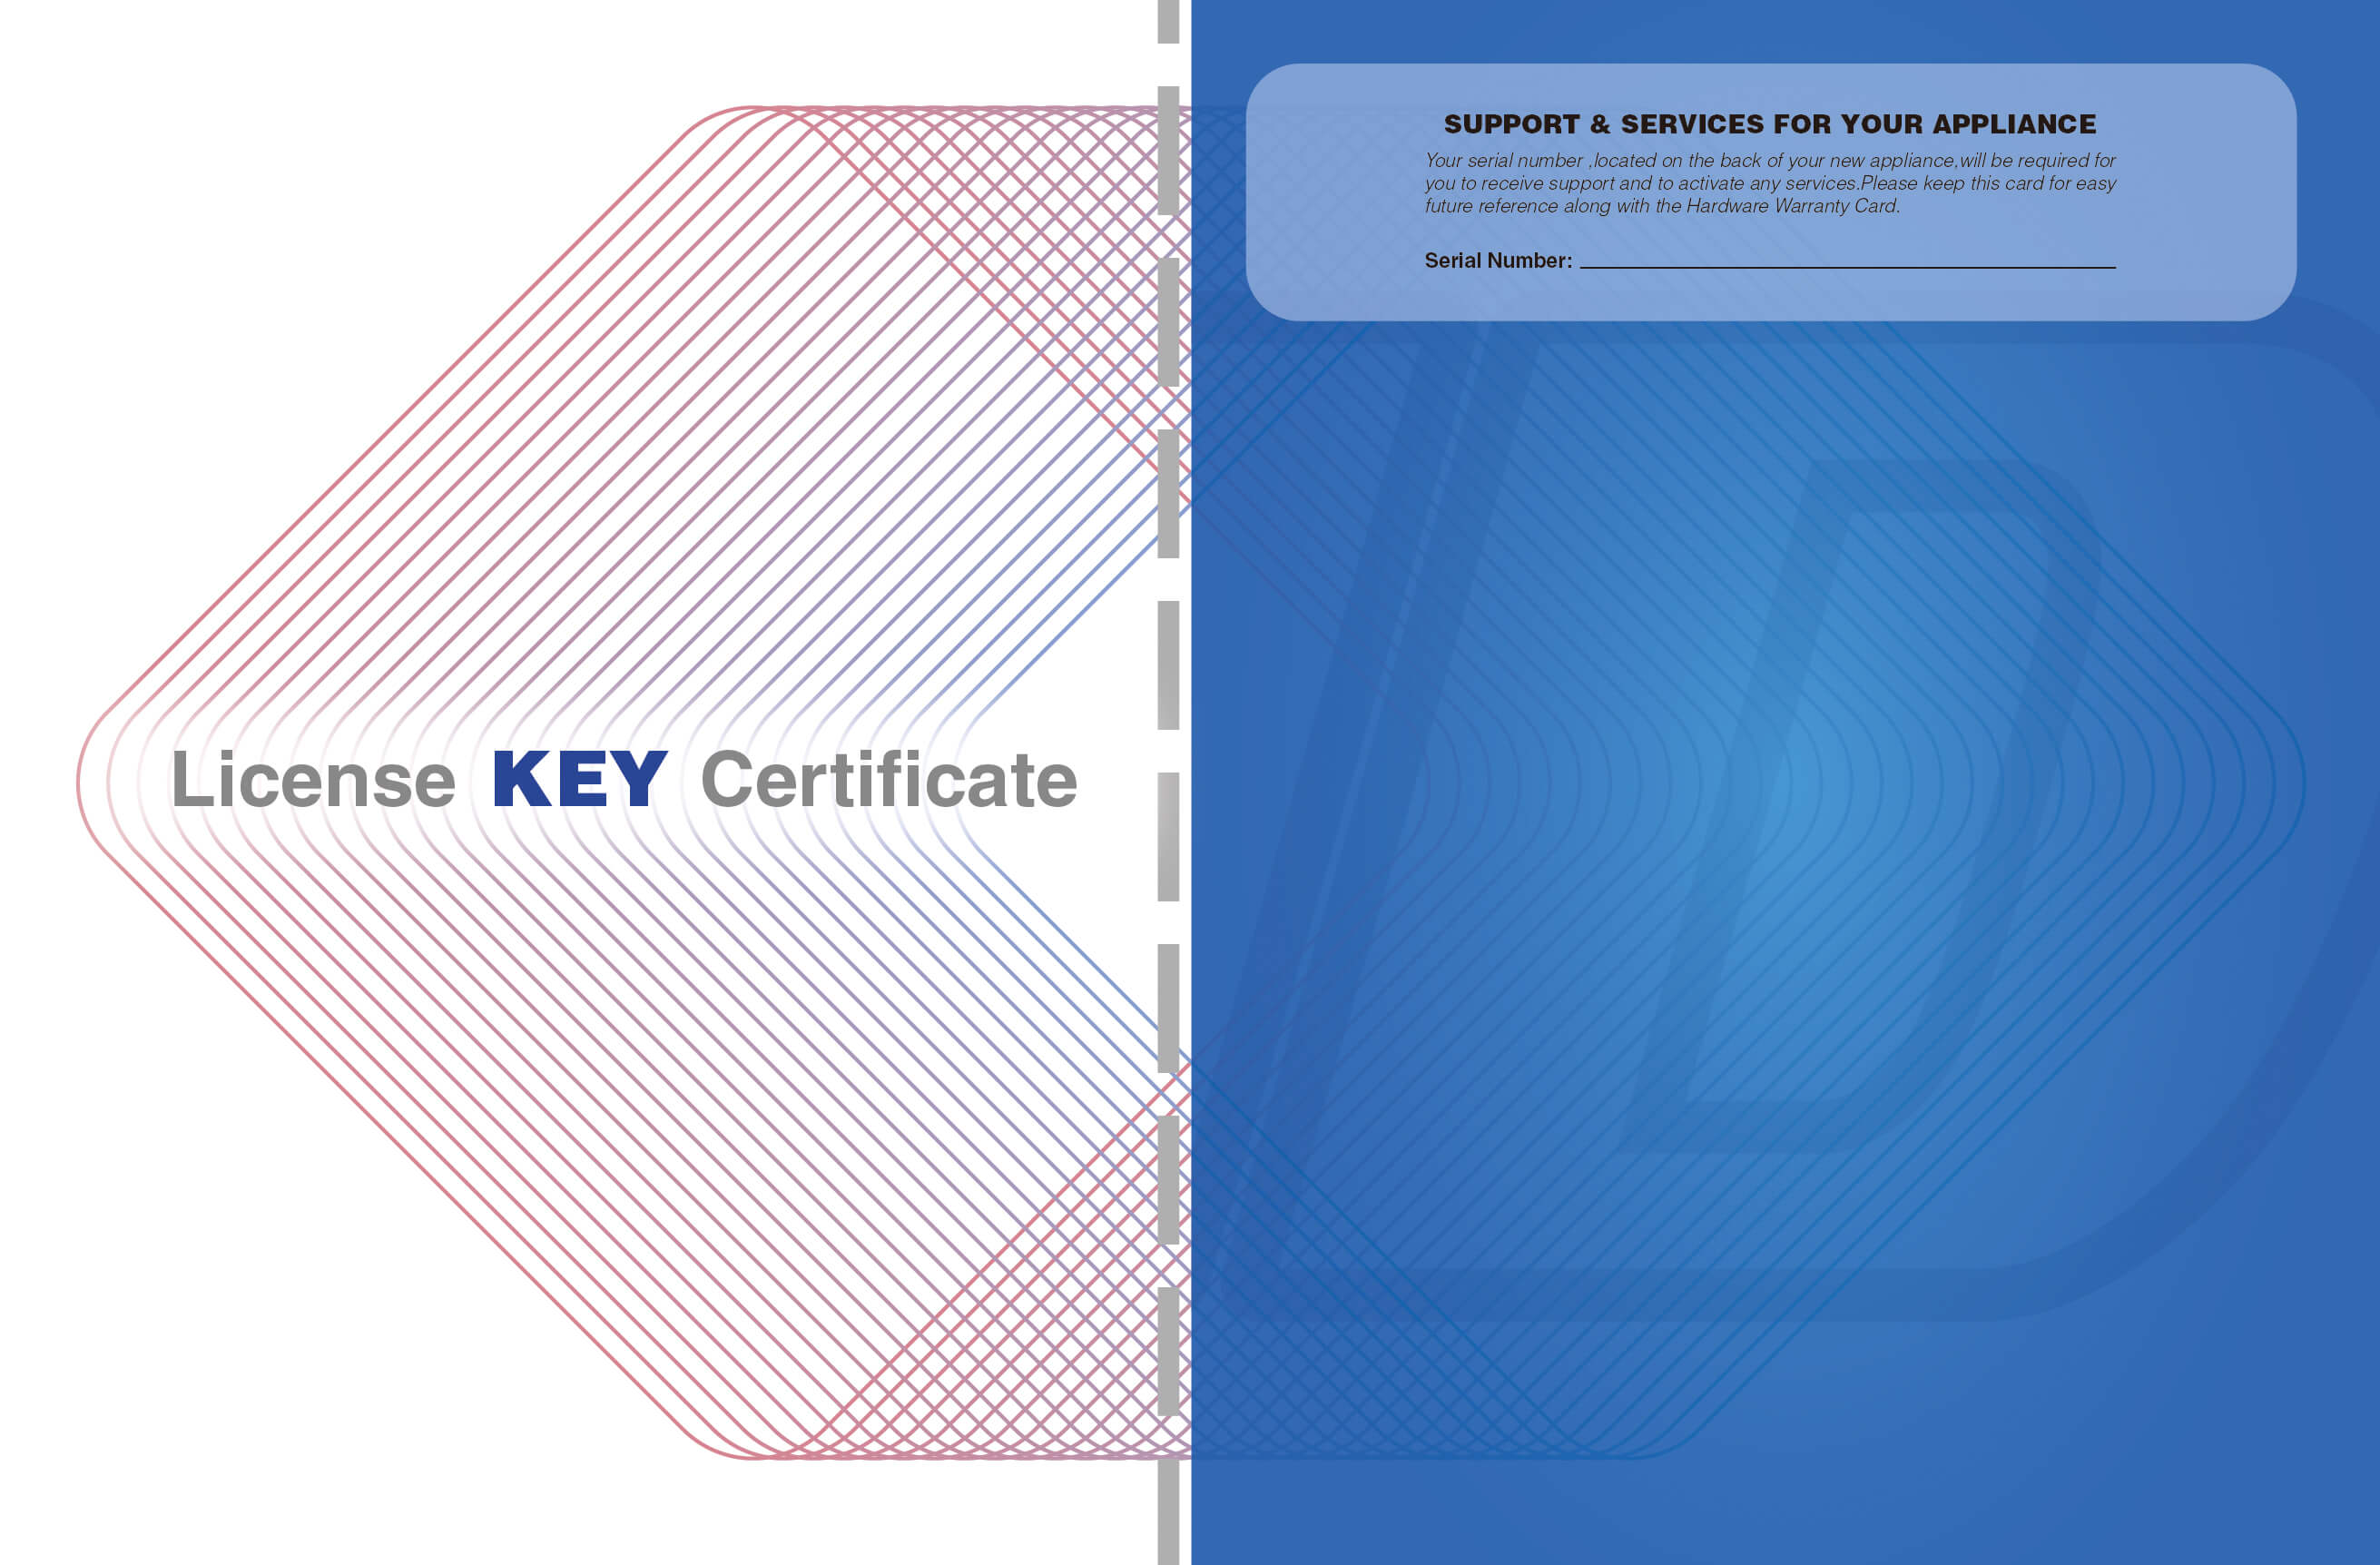 License KEY Certificate
SUPPORT & SERVICES FOR YOUR APPLIANCE
Your serial number ,located on the back of your new appliance,will be required for
you to receive support and to activate any services.Please keep this card for easy
future reference along with the Hardware Warranty Card.
Serial Number: